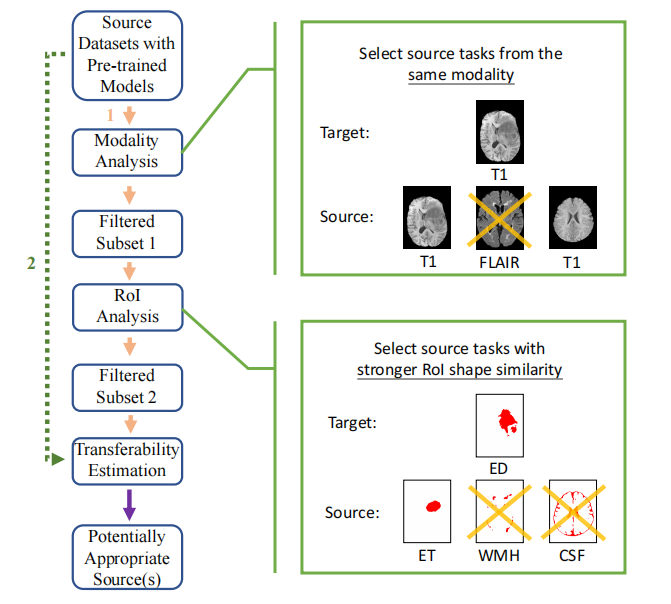 Source
Datasets with
Pre-trained
Models
1
Modality
Analysis
Filtered
Subset 1
2
RoI
Analysis
Filtered
Subset 2
Transferability
Estimation
Potentially
Appropriate
Source(s)
Select source tasks from the
same modality
Target:
T1
Source:
T1 FLAIR T1
Select source tasks with
stronger RoI shape similarity
Target:
ED
Source:
ET WMH CSF